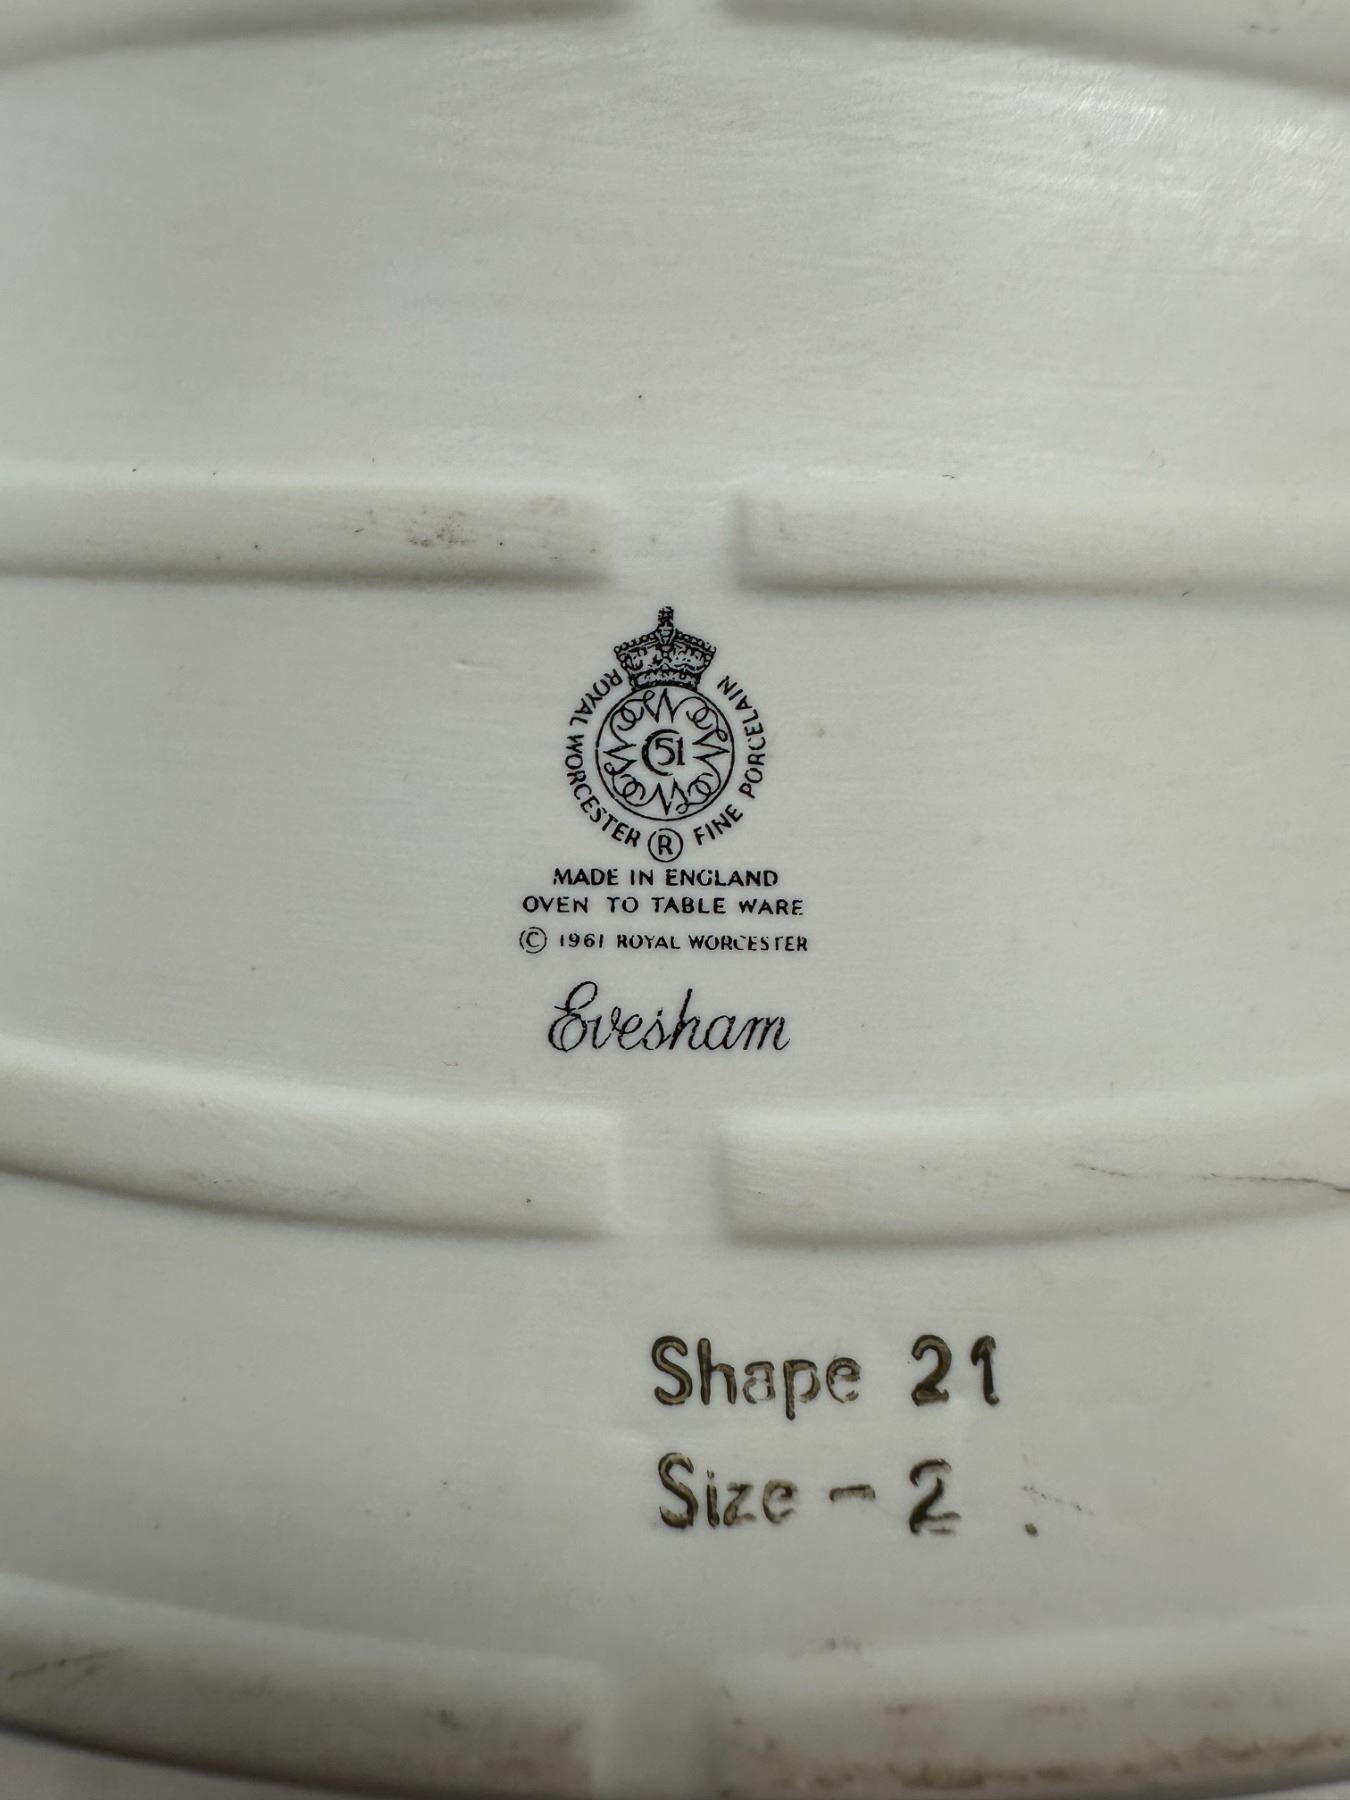 ROYAL WORCESTER ® FINE PORCELAIN
C51
MADE IN ENGLAND
OVEN TO TABLE WARE
© 1961 ROYAL WORCESTER
Evesham
Shape 21
Size - 2